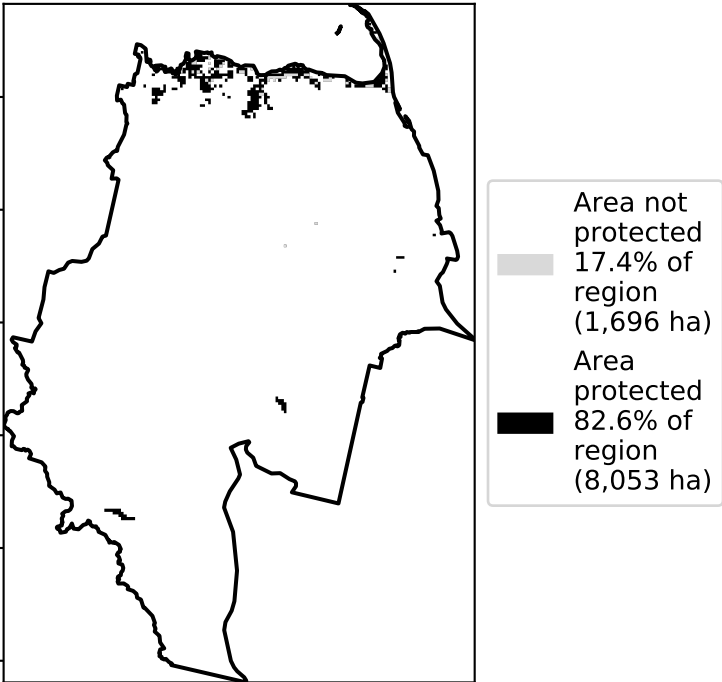 Area not
protected
17.4% of
region
(1,696 ha)
Area
protected
82.6% of
region
(8,053 ha)